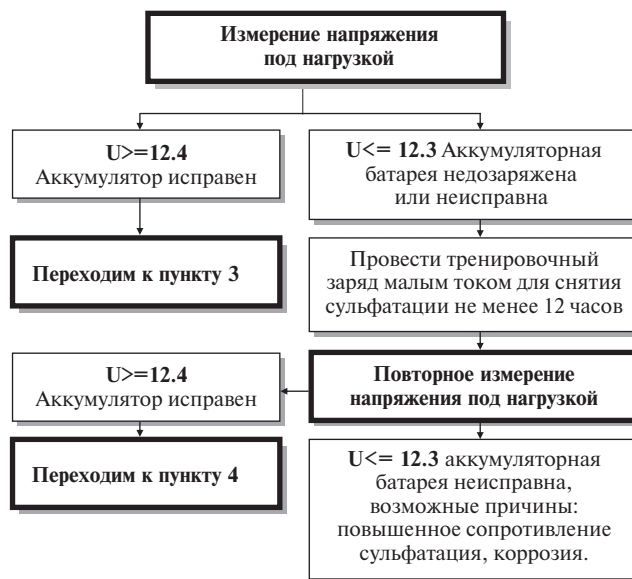 Измерение напряжения
под нагрузкой
U>=12.4
Аккумулятор исправен
U<= 12.3 Аккумуляторная
батарея недозаряжена
или неисправна
Переходим к пункту 3
Провести тренировочный
заряд малым током для снятия
сульфатации не менее 12 часов
U>=12.4
Аккумулятор исправен
Повторное измерение
напряжения под нагрузкой
Переходим к пункту 4
U<= 12.3 аккумуляторная
батарея неисправна,
возможные причины:
повышенное сопротивление
сульфатация, коррозия.